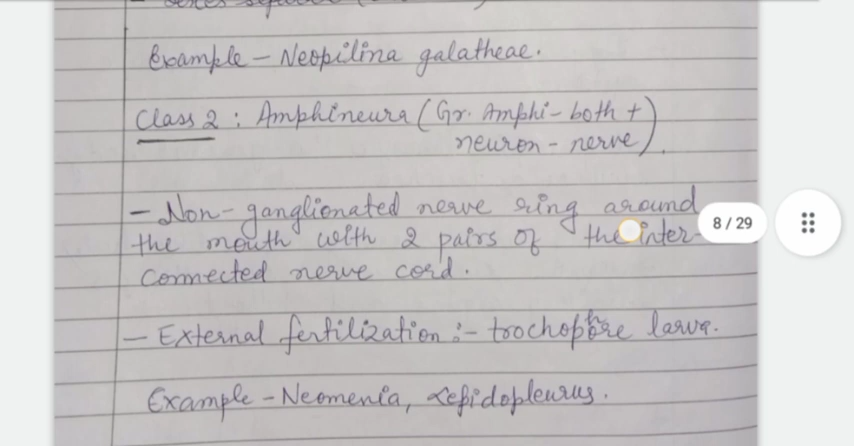 Example - Neopilina galatheae.
Class 2 : Amphineura (Gr. Amphi- both +
neuron - nerve)
- Non-ganglionated nerve ring around
the mouth with 2 pairs of the inter-
connected nerve cord.
- External fertilization :- trochophore larva.
Example - Neomenia, Lepidopleurus.
8 / 29